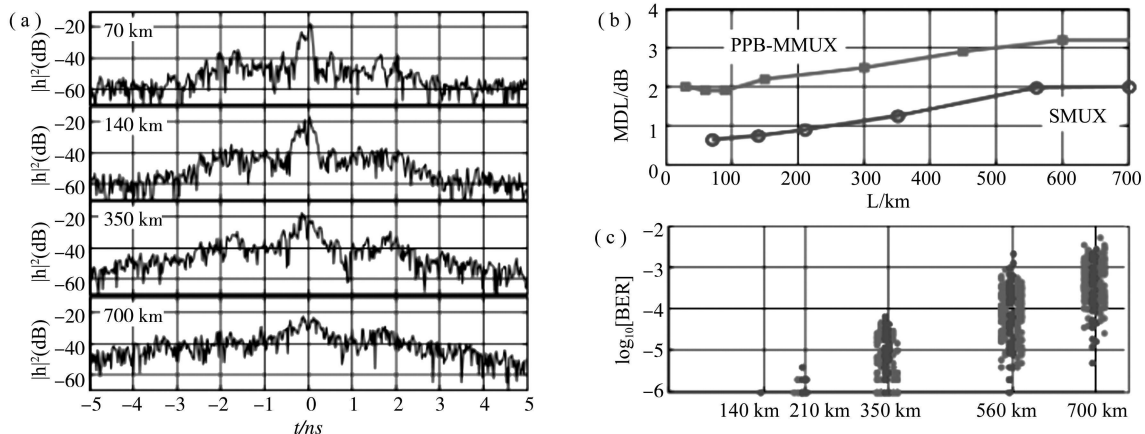 ( a )
70 km
−20
−40
−60
|h|²(dB)
140 km
−20
−40
−60
|h|²(dB)
350 km
−20
−40
−60
|h|²(dB)
700 km
−20
−40
−60
|h|²(dB)
−5 −4 −3 −2 −1 0 1 2 3 4 5
t/ns
( b )
4
3
2
1
0
MDL/dB
PPB-MMUX
SMUX
0 100 200 300 400 500 600 700
L/km
( c )
−2
−3
−4
−5
−6
log₁₀[BER]
140 km 210 km 350 km 560 km 700 km